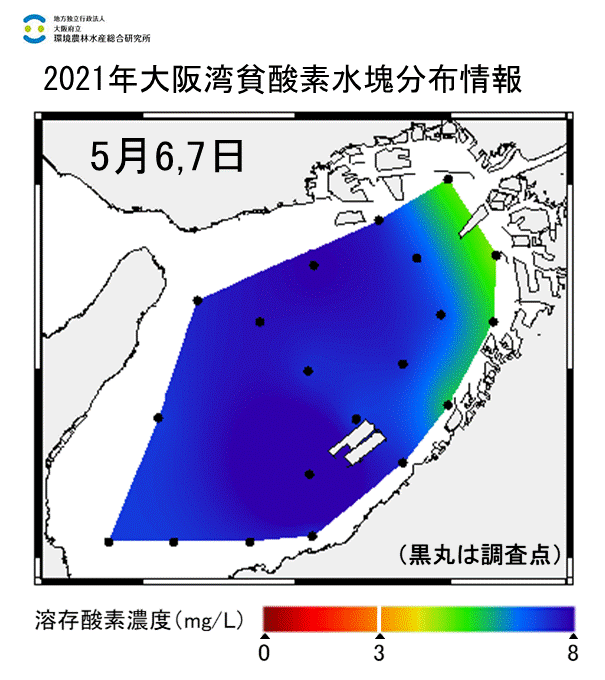 地方独立行政法人
大阪府立
環境農林水産総合研究所
2021年大阪湾貧酸素水塊分布情報
5月6,7日
(黒丸は調査点)
溶存酸素濃度(mg/L)
0 3 8